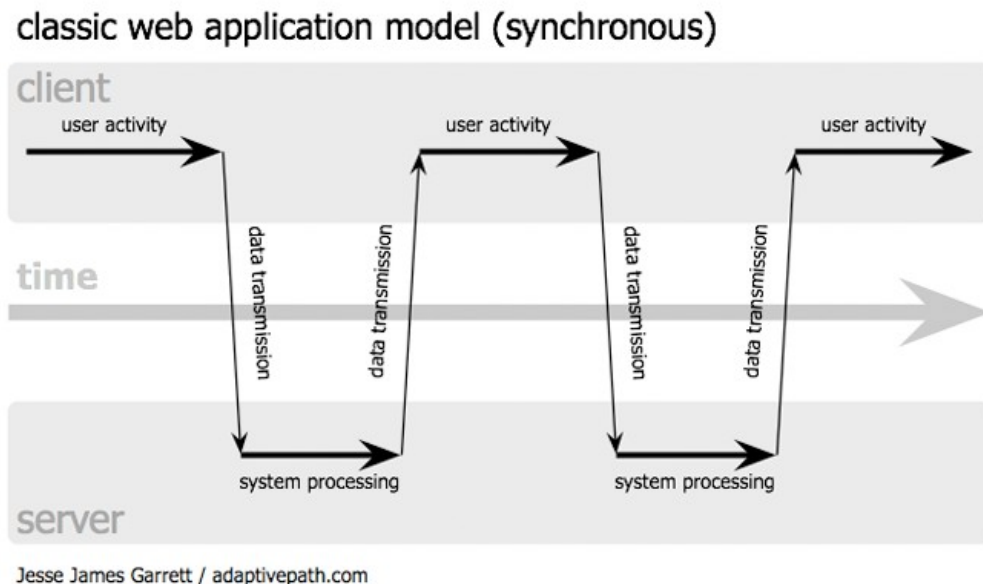 classic web application model (synchronous)
client
user activity
user activity
user activity
data transmission
data transmission
data transmission
data transmission
time
system processing
system processing
server
Jesse James Garrett / adaptivepath.com